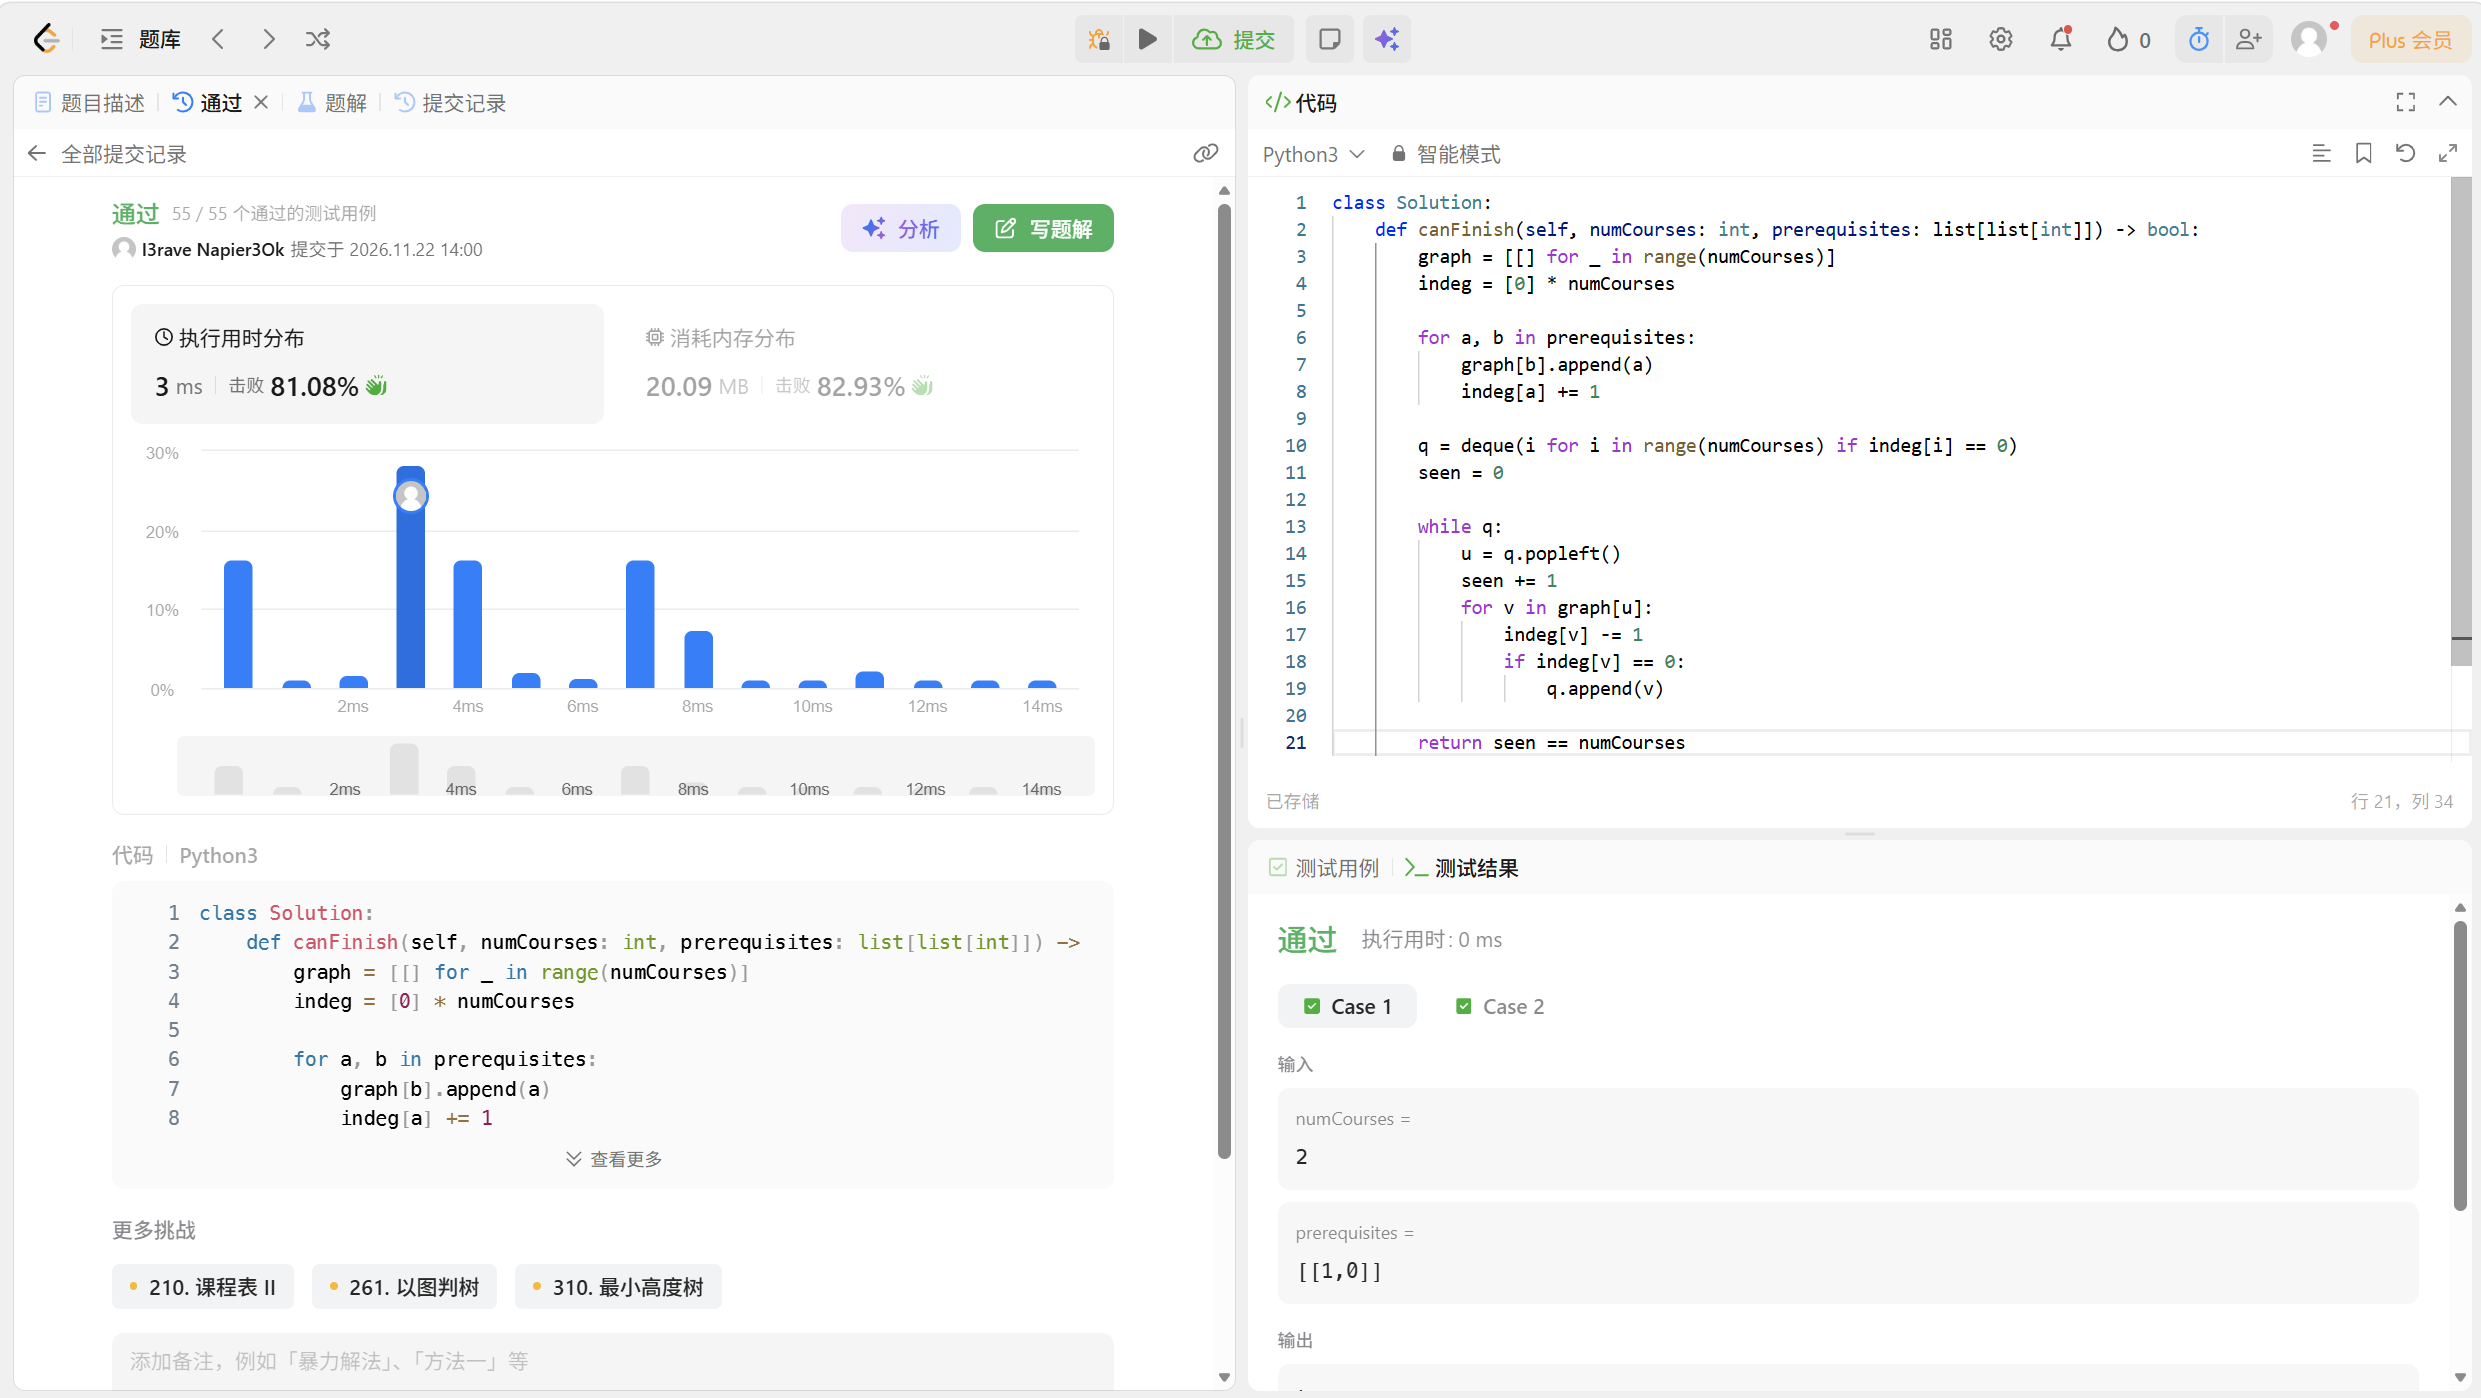 题库
提交
0
Plus 会员
题目描述
通过
题解
提交记录
全部提交记录
通过 55 / 55 个通过的测试用例
l3rave Napier3Ok 提交于 2026.11.22 14:00
分析
写题解
执行用时分布
3 ms 击败 81.08%
消耗内存分布
20.09 MB 击败 82.93%
30%
20%
10%
0%
2ms 4ms 6ms 8ms 10ms 12ms 14ms
2ms 4ms 6ms 8ms 10ms 12ms 14ms
代码 Python3
1 class Solution:
2     def canFinish(self, numCourses: int, prerequisites: list[list[int]]) ->
3         graph = [[] for _ in range(numCourses)]
4         indeg = [0] * numCourses
5
6         for a, b in prerequisites:
7             graph[b].append(a)
8             indeg[a] += 1
查看更多
更多挑战
210. 课程表 II
261. 以图判树
310. 最小高度树
添加备注，例如「暴力解法」、「方法一」等
</> 代码
Python3 智能模式
1 class Solution:
2     def canFinish(self, numCourses: int, prerequisites: list[list[int]]) -> bool:
3         graph = [[] for _ in range(numCourses)]
4         indeg = [0] * numCourses
5
6         for a, b in prerequisites:
7             graph[b].append(a)
8             indeg[a] += 1
9
10         q = deque(i for i in range(numCourses) if indeg[i] == 0)
11         seen = 0
12
13         while q:
14             u = q.popleft()
15             seen += 1
16             for v in graph[u]:
17                 indeg[v] -= 1
18                 if indeg[v] == 0:
19                     q.append(v)
20
21         return seen == numCourses
已存储
行 21，列 34
测试用例
测试结果
通过 执行用时: 0 ms
Case 1
Case 2
输入
numCourses =
2
prerequisites =
[[1,0]]
输出